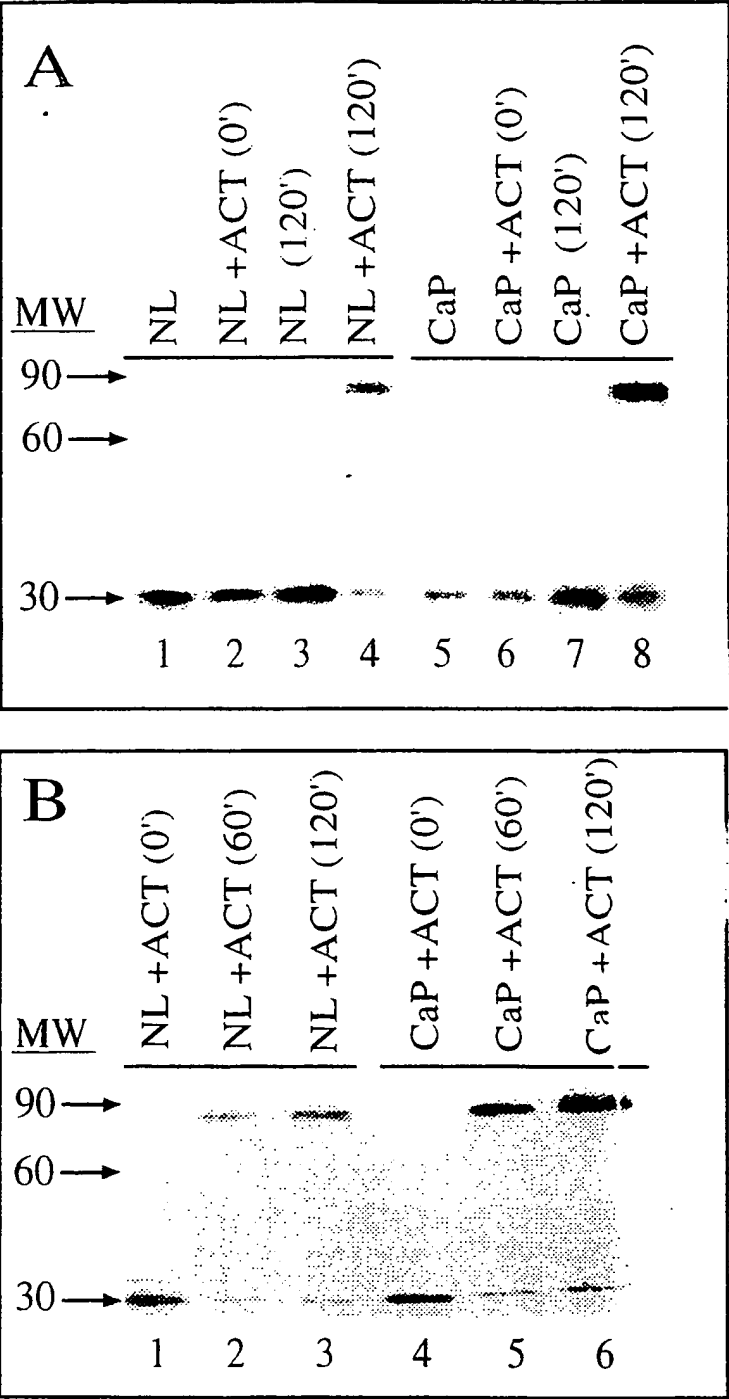 A
NL
NL +ACT (0')
NL (120')
NL +ACT (120')
CaP
CaP +ACT (0')
CaP (120')
CaP +ACT (120')
MW
90
60
30
1 2 3 4 5 6 7 8
B
NL +ACT (0')
NL +ACT (60')
NL +ACT (120')
CaP +ACT (0')
CaP +ACT (60')
CaP +ACT (120')
MW
90
60
30
1 2 3 4 5 6